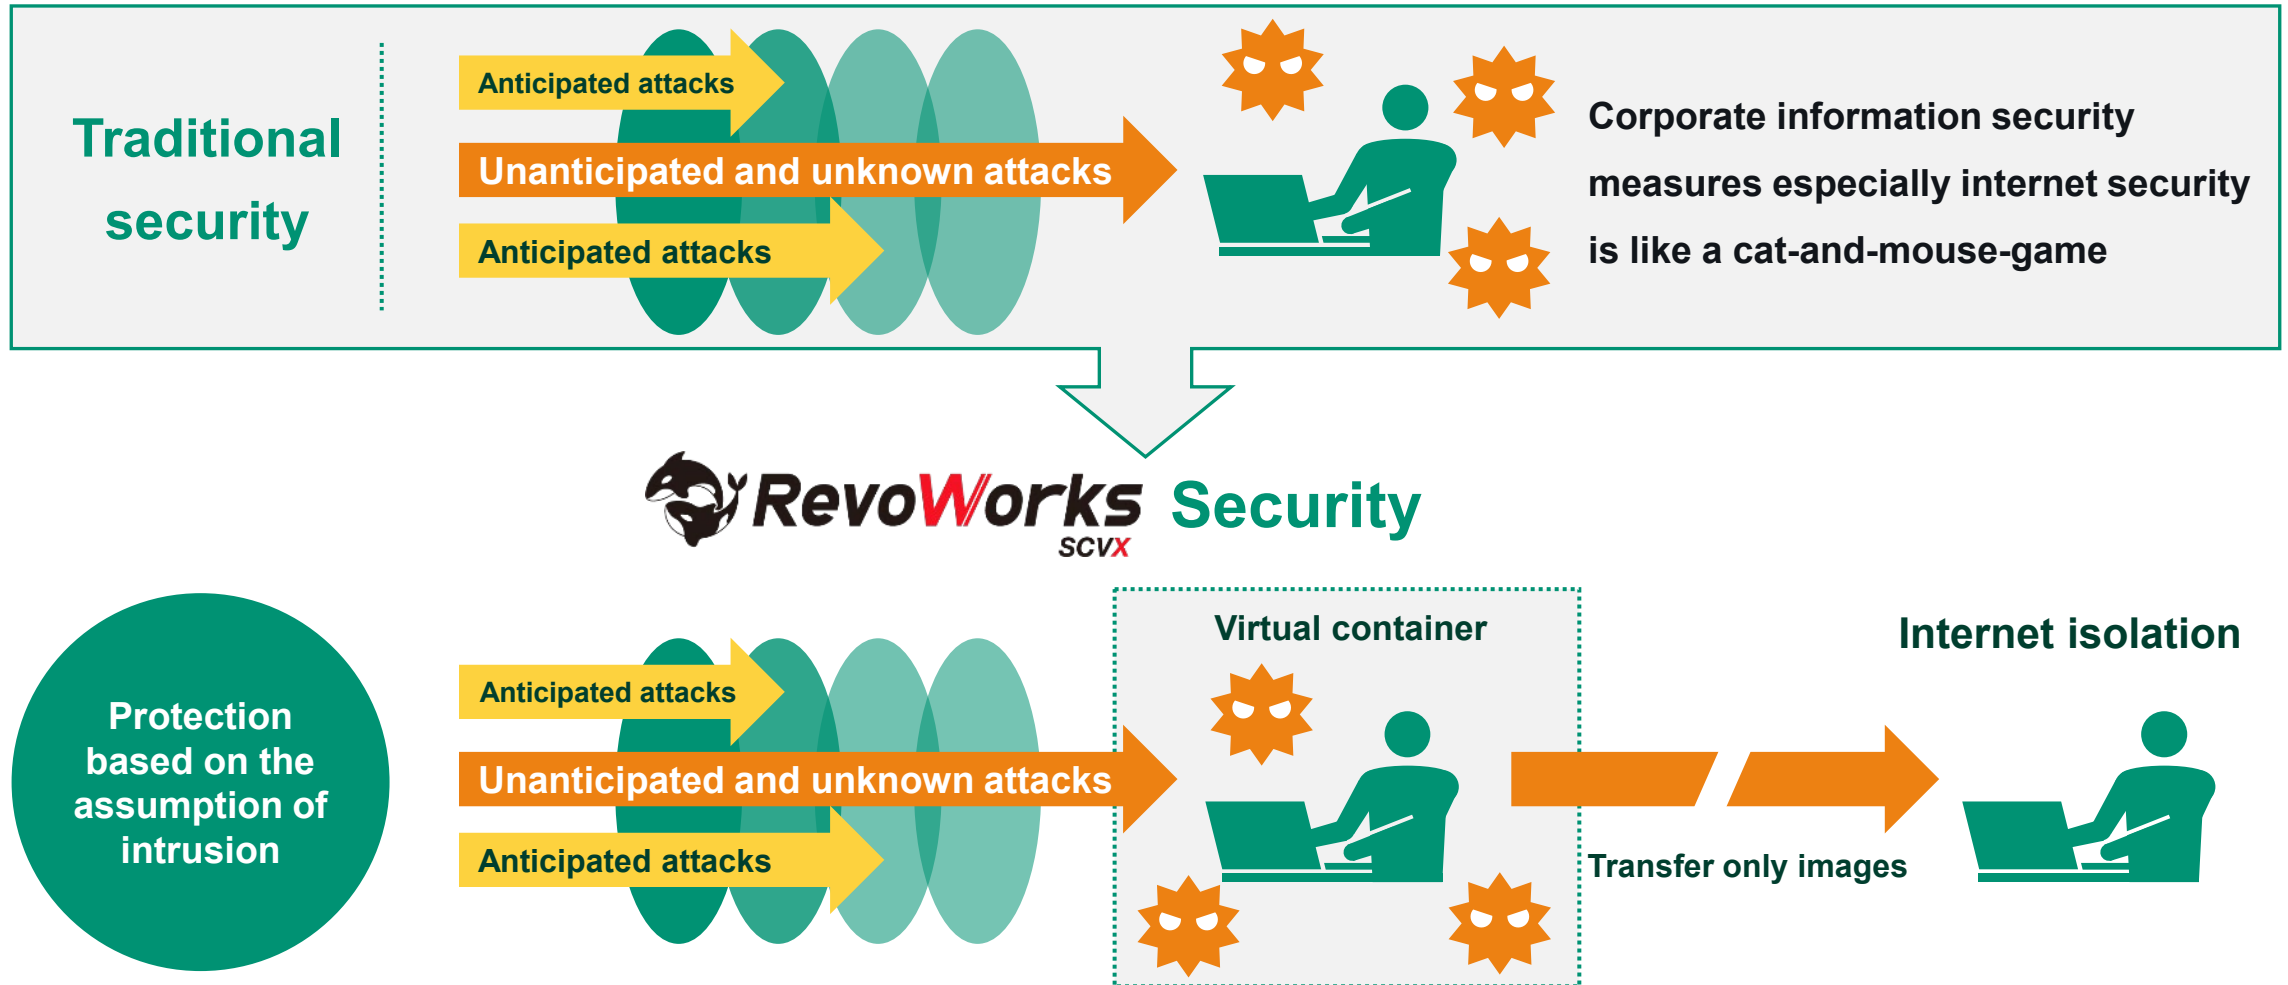 Traditional
security
Anticipated attacks
Unanticipated and unknown attacks
Anticipated attacks
Corporate information security
measures especially internet security
is like a cat-and-mouse-game
RevoWorks
SCVX
Security
Protection
based on the
assumption of
intrusion
Anticipated attacks
Unanticipated and unknown attacks
Anticipated attacks
Virtual container
Transfer only images
Internet isolation